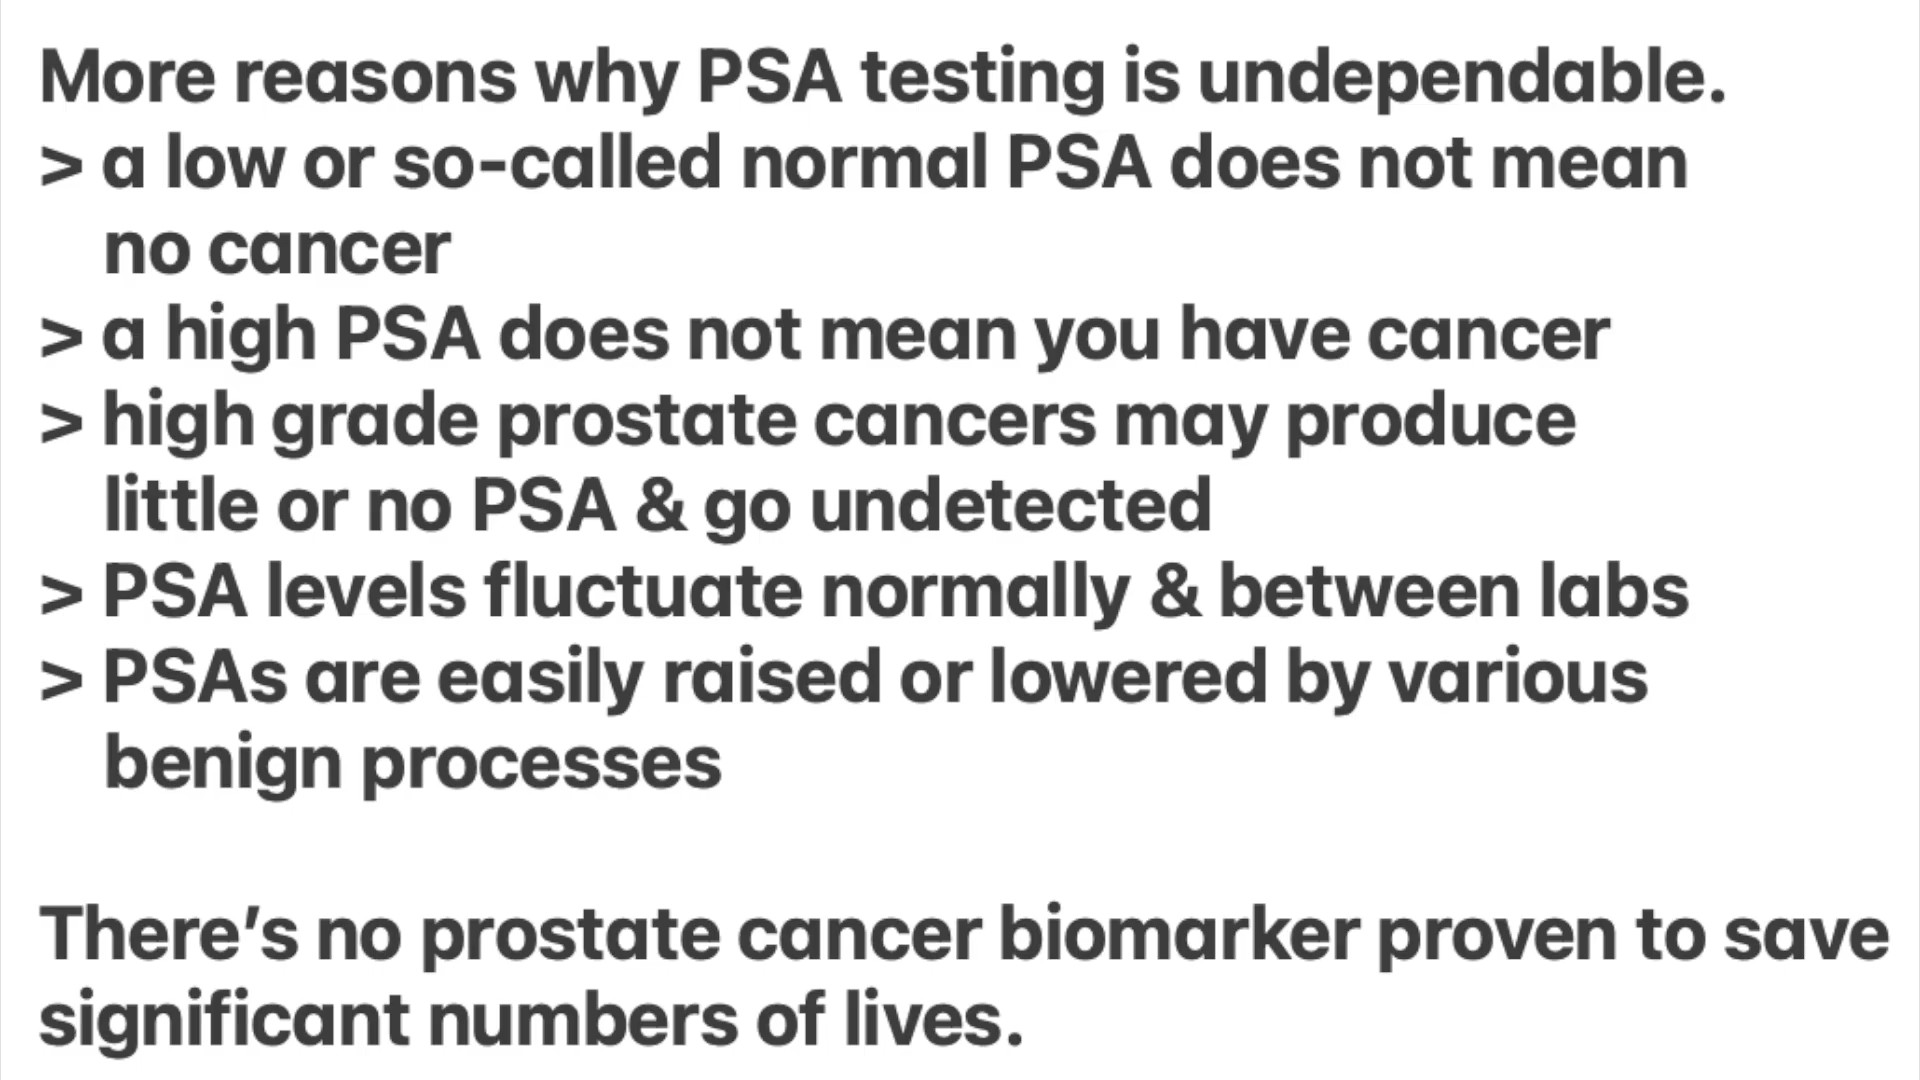 More reasons why PSA testing is undependable.
> a low or so-called normal PSA does not mean
no cancer
> a high PSA does not mean you have cancer
> high grade prostate cancers may produce
little or no PSA & go undetected
> PSA levels fluctuate normally & between labs
> PSAs are easily raised or lowered by various
benign processes
There’s no prostate cancer biomarker proven to save
significant numbers of lives.